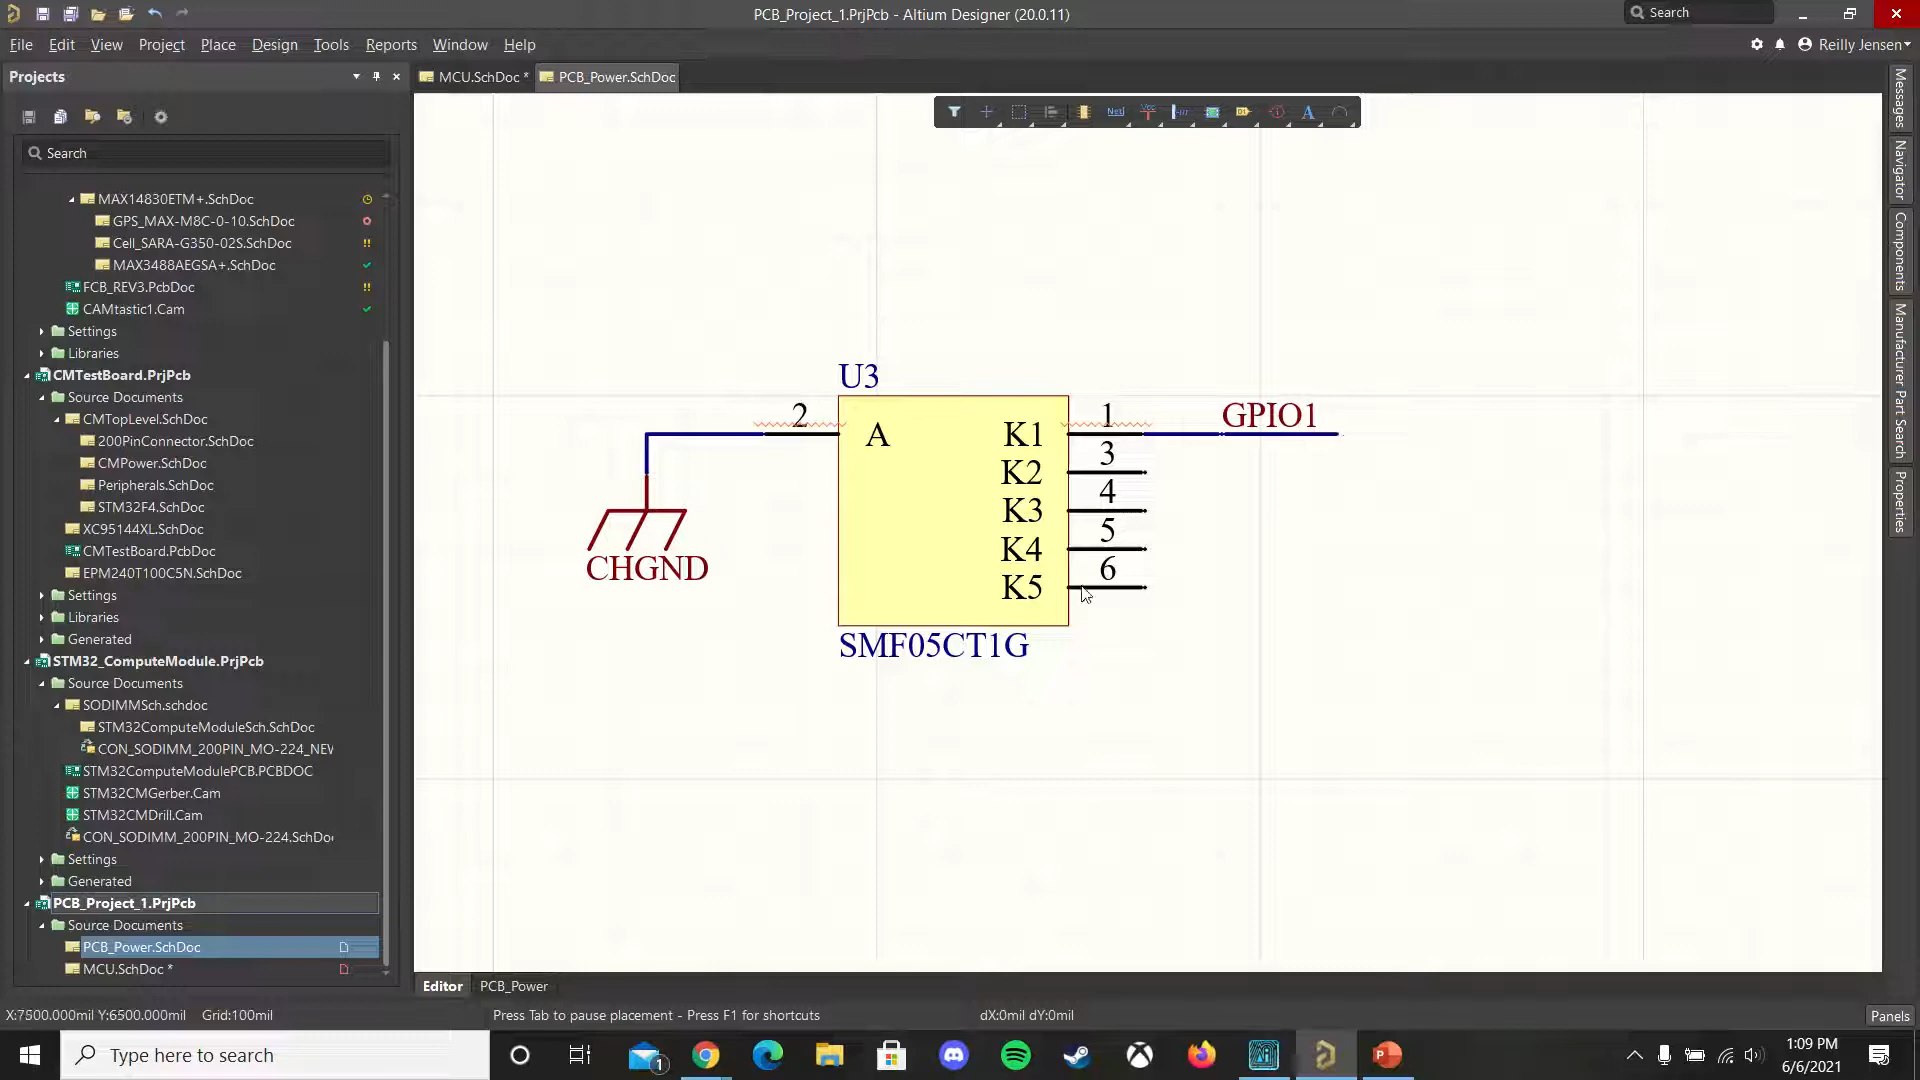 PCB_Project_1.PrjPcb - Altium Designer (20.0.11)
Search
File Edit View Project Place Design Tools Reports Window Help
Reilly Jensen
Projects
MCU.SchDoc *
PCB_Power.SchDoc
Search
MAX14830ETM+.SchDoc
GPS_MAX-M8C-0-10.SchDoc
Cell_SARA-G350-02S.SchDoc
MAX3488AEGSA+.SchDoc
FCB_REV3.PcbDoc
CAMtastic1.Cam
Settings
Libraries
CMTestBoard.PrjPcb
Source Documents
CMTopLevel.SchDoc
200PinConnector.SchDoc
CMPower.SchDoc
Peripherals.SchDoc
STM32F4.SchDoc
XC95144XL.SchDoc
CMTestBoard.PcbDoc
EPM240T100C5N.SchDoc
Settings
Libraries
Generated
STM32_ComputeModule.PrjPcb
Source Documents
SODIMMSch.schdoc
STM32ComputeModuleSch.SchDoc
CON_SODIMM_200PIN_MO-224_NEW
STM32ComputeModulePCB.PCBDOC
STM32CMGerber.Cam
STM32CMDrill.Cam
CON_SODIMM_200PIN_MO-224.SchDo
Settings
Generated
PCB_Project_1.PrjPcb
Source Documents
PCB_Power.SchDoc
MCU.SchDoc *
Net
Vcc
D1
A
U3
2
A
K1
1
GPIO1
K2
3
K3
4
K4
5
K5
6
CHGND
SMF05CT1G
Messages
Navigator
Components
Manufacturer Part Search
Properties
Editor PCB_Power
X:7500.000mil Y:6500.000mil Grid:100mil
Press Tab to pause placement - Press F1 for shortcuts
dX:0mil dY:0mil
Panels
Type here to search
1
1:09 PM
6/6/2021